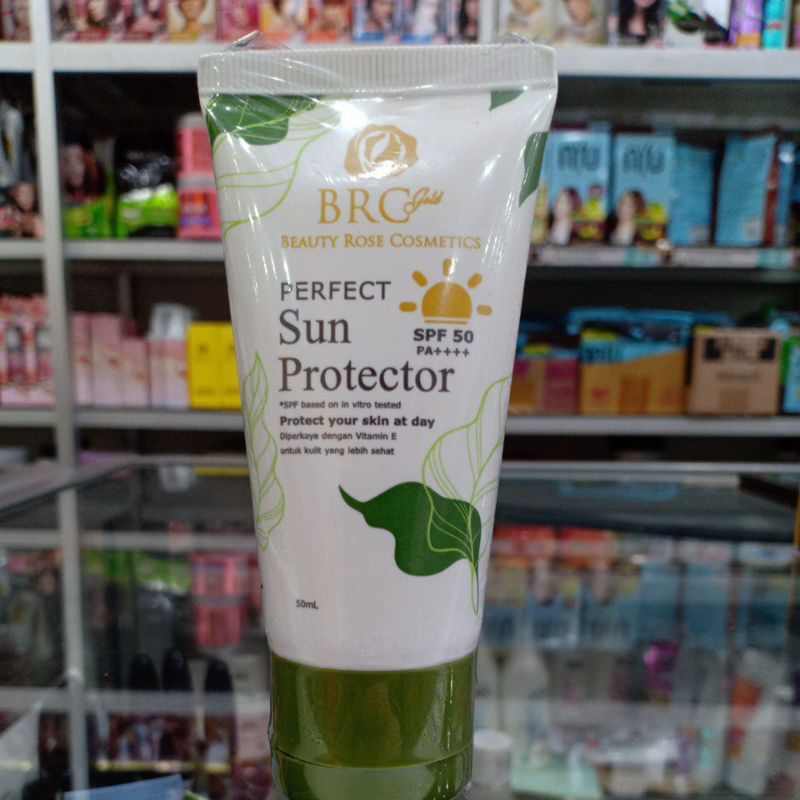 BRG Gold
BEAUTY ROSE COSMETICS
PERFECT
Sun
Protector
SPF 50
PA++++
*SPF based on in vitro tested
Protect your skin at day
Diperkaya dengan Vitamin E
untuk kulit yang lebih sehat
50mL